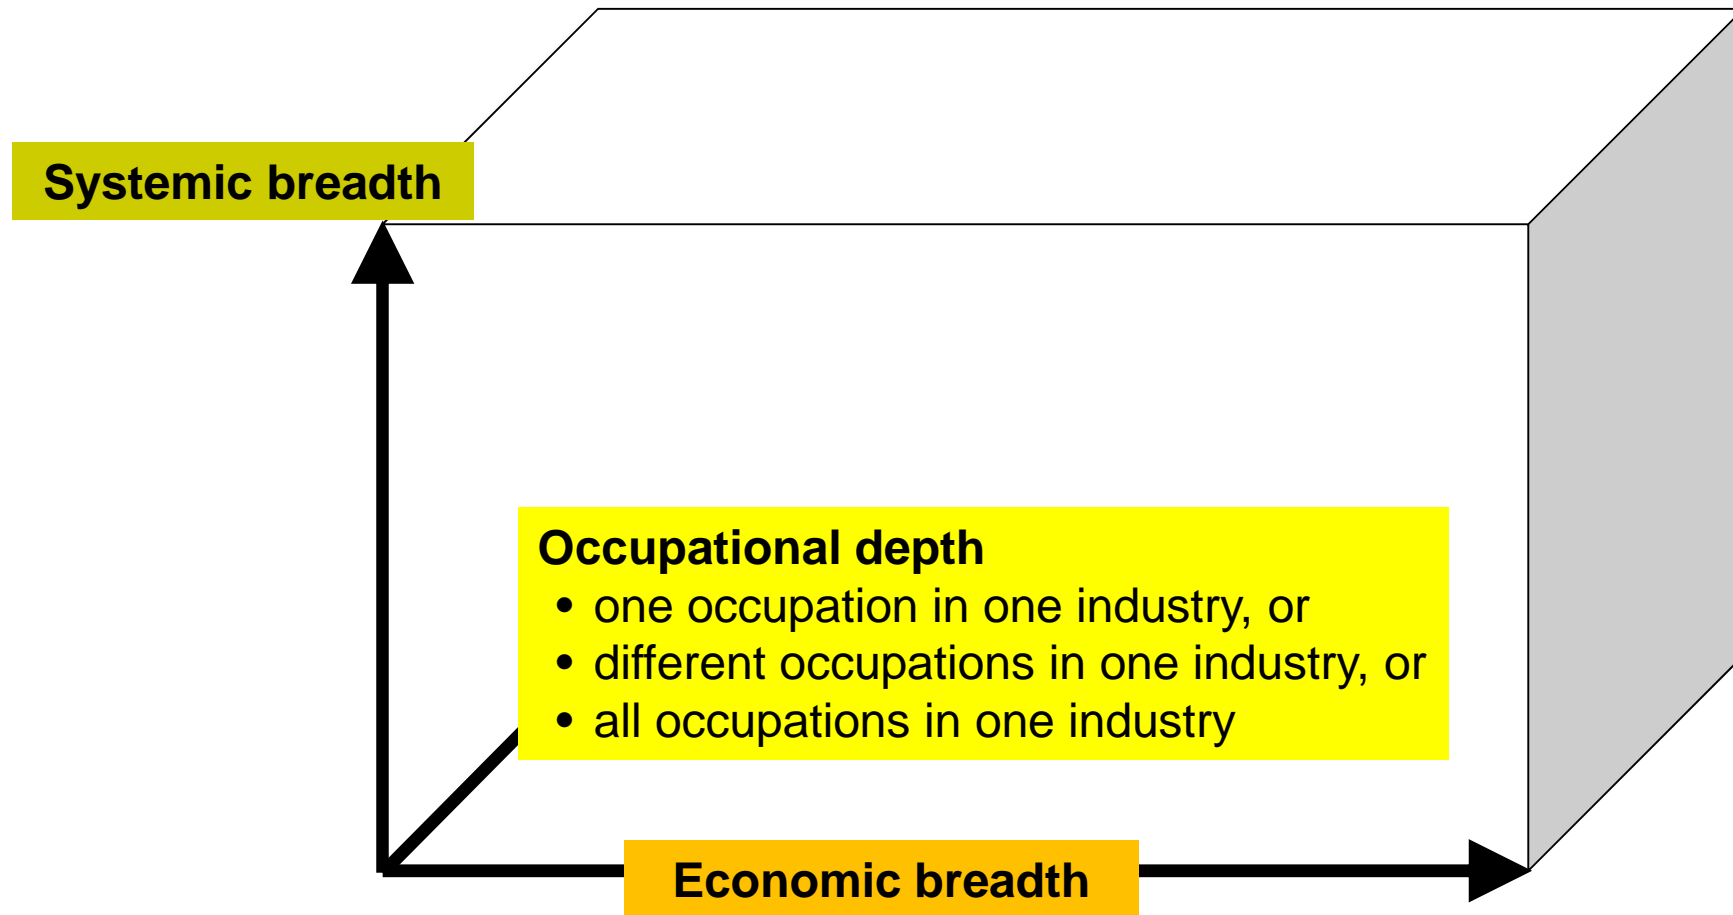 Systemic breadth
Occupational depth
• one occupation in one industry, or
• different occupations in one industry, or
• all occupations in one industry
Economic breadth